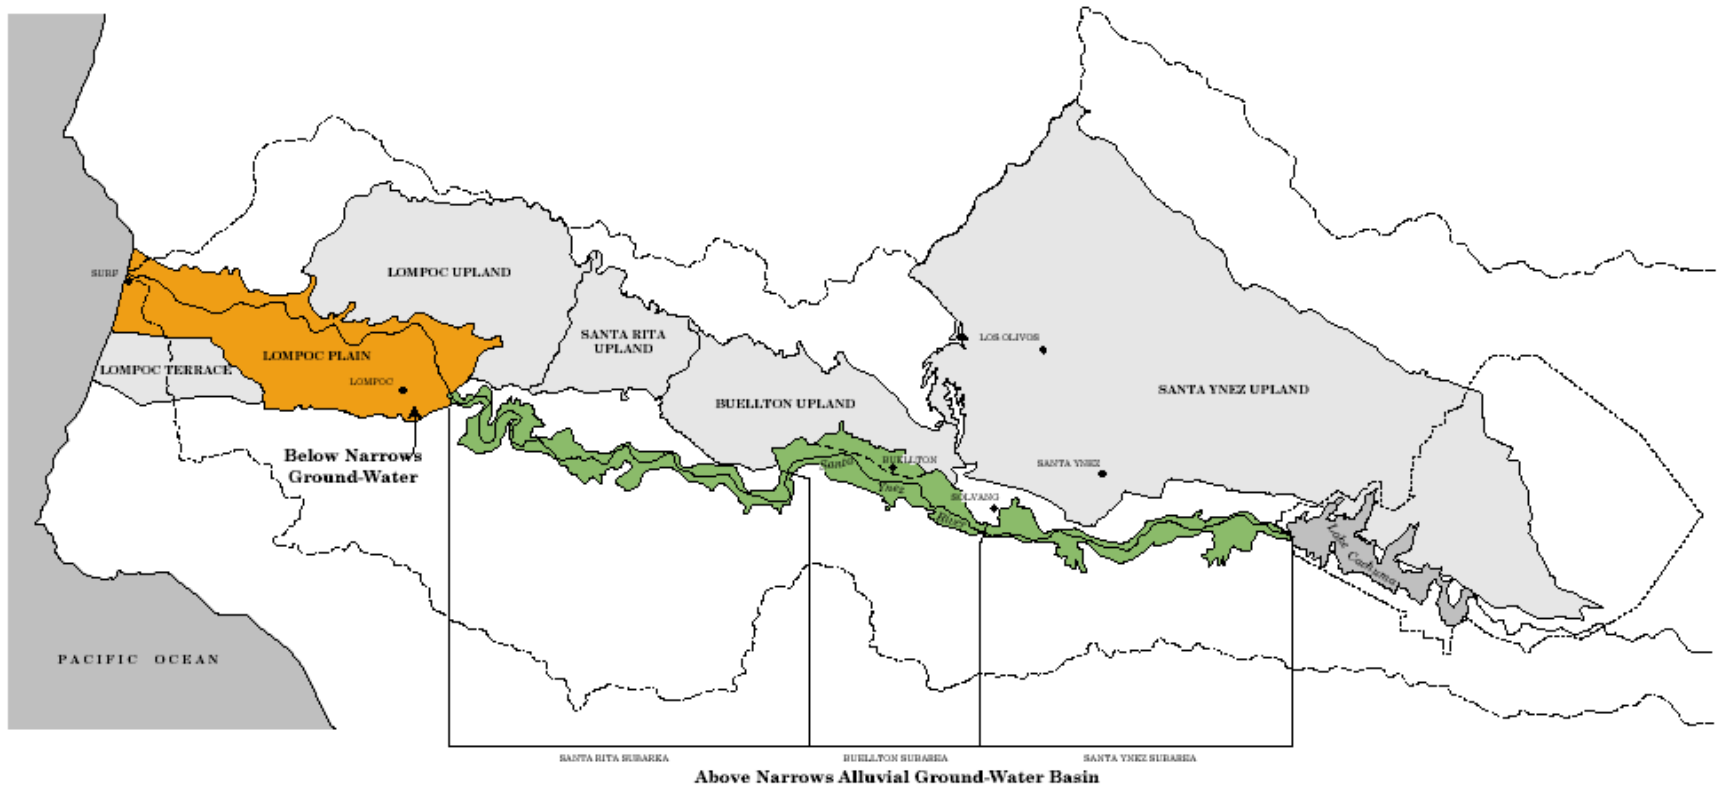 LOMPOC UPLAND
SURF
SANTA RITA
UPLAND
LOS OLIVOS
LOMPOC PLAIN
LOMPOC TERRACE
LOMPOC
SANTA YNEZ UPLAND
BUELLTON UPLAND
Below Narrows
Ground-Water
BUELLTON
SANTA YNEZ
Santa
Ynez
River
SOLVANG
Lake Cachuma
PACIFIC OCEAN
SANTA RITA SUBAREA
BUELLTON SUBAREA
SANTA YNEZ SUBAREA
Above Narrows Alluvial Ground-Water Basin